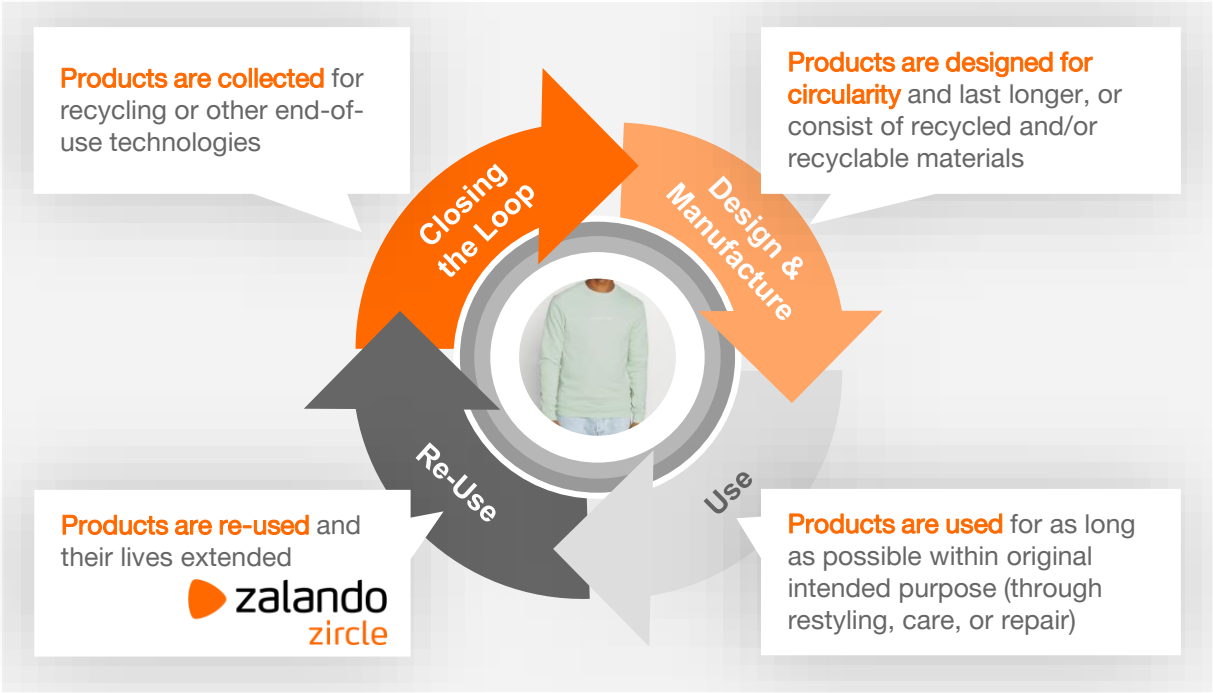 Products are collected for
recycling or other end-of-
use technologies
Products are designed for
circularity and last longer, or
consist of recycled and/or
recyclable materials
Closing
the Loop
Design &
Manufacture
Re-Use
Use
Products are re-used and
their lives extended
zalando
zircle
Products are used for as long
as possible within original
intended purpose (through
restyling, care, or repair)